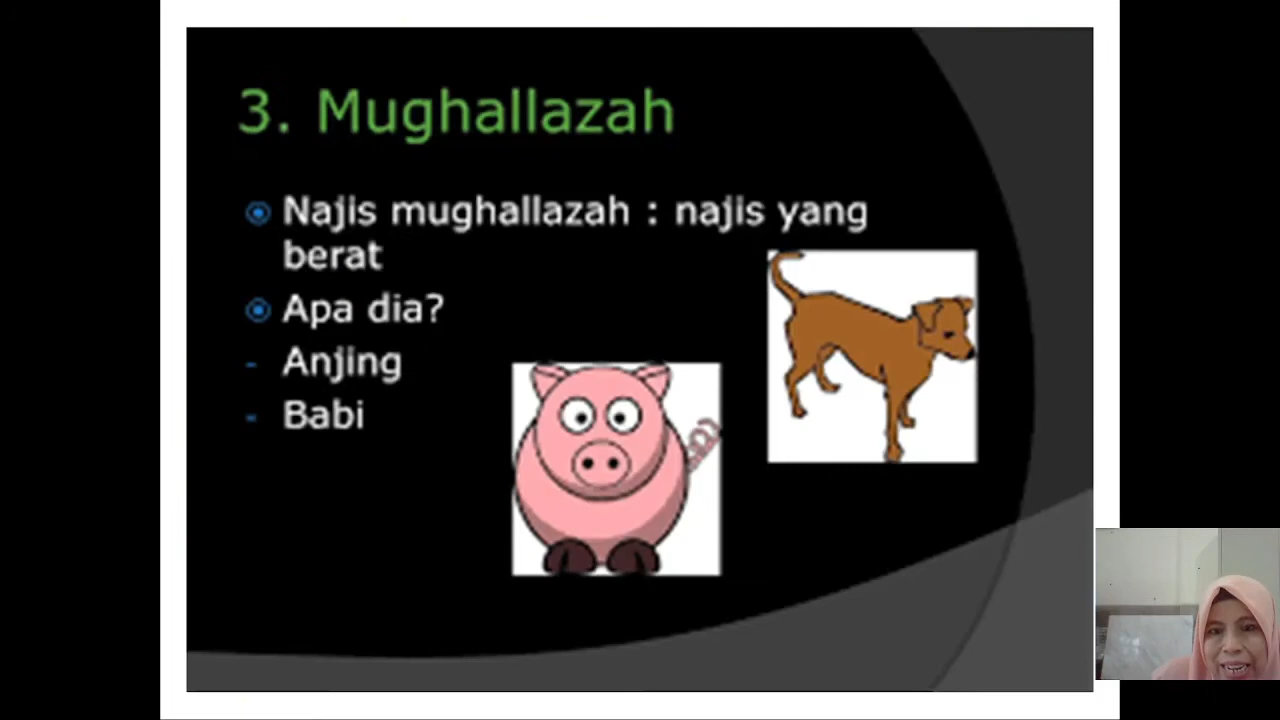 3. Mughallazah
Najis mughallazah : najis yang
berat
Apa dia?
- Anjing
- Babi